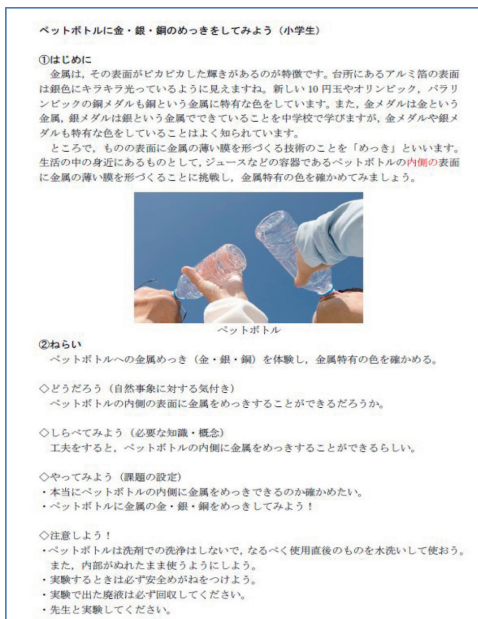 ペットボトルに金・銀・銅のめっきをしてみよう（小学生）
①はじめに
金属は，その表面がピカピカした輝きがあるのが特徴です。台所にあるアルミ箔の表面
は銀色にキラキラ光っているように見えますね。新しい 10 円玉やオリンピック，パラリ
ンピックの銅メダルも銅という金属に特有な色をしています。また，金メダルは金という
金属，銀メダルは銀という金属でできていることを中学校で学びますが，金メダルや銀メ
ダルも特有な色をしていることはよく知られています。
ところで，ものの表面に金属の薄い膜を形づくる技術のことを「めっき」といいます。
生活の中の身近にあるものとして，ジュースなどの容器であるペットボトルの内側の表面
に金属の薄い膜を形づくることに挑戦し，金属特有の色を確かめてみましょう。
ペットボトル
②ねらい
ペットボトルへの金属めっき（金・銀・銅）を体験し，金属特有の色を確かめる。
◇どうだろう（自然事象に対する気付き）
ペットボトルの内側の表面に金属をめっきすることができるだろうか。
◇しらべてみよう（必要な知識・概念）
工夫をすると，ペットボトルの内側に金属をめっきすることができるらしい。
◇やってみよう（課題の設定）
・本当にペットボトルの内側に金属をめっきできるのか確かめたい。
・ペットボトルに金属の金・銀・銅をめっきしてみよう！
◇注意しよう！
・ペットボトルは洗剤での洗浄はしないで，なるべく使用直後のものを水洗いして使おう。
また，内部がぬれたまま使うようにしよう。
・実験するときは必ず安全めがねをつけよう。
・実験で出た廃液は必ず回収してください。
・先生と実験してください。